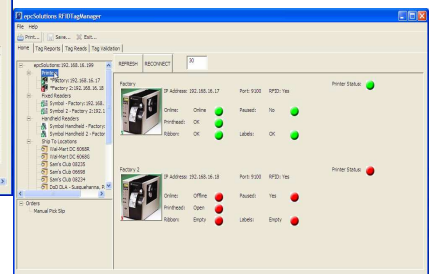 epcSolutions RFIDTagManager
File Help
Print... Save... Exit...
Home Tag Reports Tag Reads Tag Validation
epcSolutions:192.168.16.199
Printers
*Factory:192.168.16.17
*Factory 2:192.168.16.18
Fixed Readers
Symbol - Factory:192.168.
Symbol 2 - Factory 2:192.1
Handheld Readers
Symbol Handheld - Factory:
Symbol Handheld 2 - Factor
Ship To Locations
Wal-Mart DC 6068R
Wal-Mart DC 6068G
Sam's Club 08235
Sam's Club 06698
Sam's Club 08234
DoD DLA - Susquehanna, P
Orders
Manual Pick Slip
REFRESH RECONNECT 30
Factory
IP Address: 192.168.16.17 Port: 9100 RFID: Yes Printer Status:
Online: Online Paused: No
Printhead: OK
Ribbon: OK Labels: OK
Factory 2
IP Address: 192.168.16.18 Port: 9100 RFID: Yes Printer Status:
Online: Offline Paused: Yes
Printhead: Open
Ribbon: Empty Labels: Empty